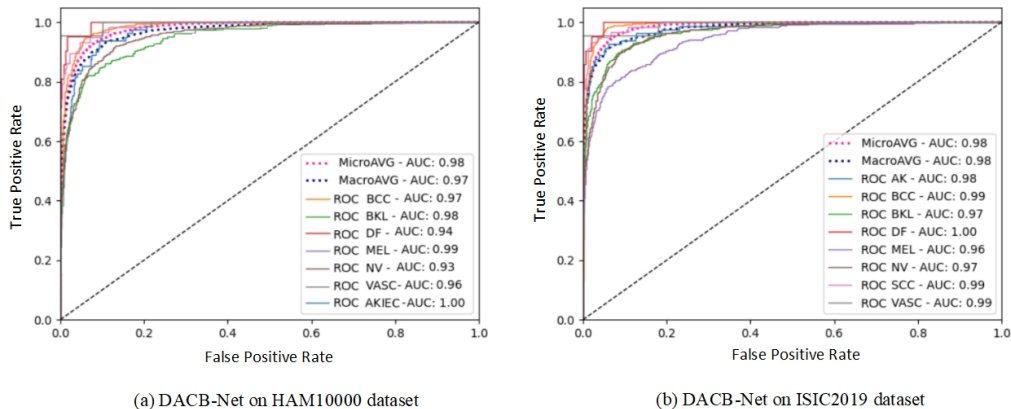 1.0
0.8
0.6
0.4
0.2
0.0
True Positive Rate
0.0 0.2 0.4 0.6 0.8 1.0
False Positive Rate
MicroAVG - AUC: 0.98
MacroAVG - AUC: 0.97
ROC BCC - AUC: 0.97
ROC BKL - AUC: 0.98
ROC DF - AUC: 0.94
ROC MEL - AUC: 0.99
ROC NV - AUC: 0.93
ROC VASC- AUC: 0.96
ROC AKIEC-AUC: 1.00
(a) DACB-Net on HAM10000 dataset
1.0
0.8
0.6
0.4
0.2
0.0
True Positive Rate
0.0 0.2 0.4 0.6 0.8 1.0
False Positive Rate
MicroAVG - AUC: 0.98
MacroAVG - AUC: 0.98
ROC AK - AUC: 0.98
ROC BCC - AUC: 0.99
ROC BKL - AUC: 0.97
ROC DF - AUC: 1.00
ROC MEL - AUC: 0.96
ROC NV - AUC: 0.97
ROC SCC - AUC: 0.99
ROC VASC - AUC: 0.99
(b) DACB-Net on ISIC2019 dataset